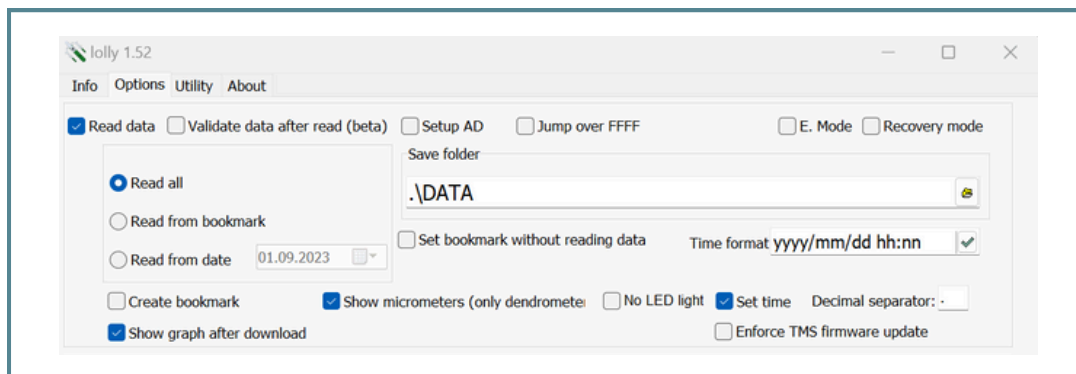 lolly 1.52
Info Options Utility About
Read data Validate data after read (beta) Setup AD Jump over FFFF E. Mode Recovery mode
Save folder
Read all
.\DATA
Read from bookmark
Set bookmark without reading data Time format yyyy/mm/dd hh:nn
Read from date 01.09.2023
Create bookmark Show micrometers (only dendromete No LED light Set time Decimal separator: .
Show graph after download Enforce TMS firmware update